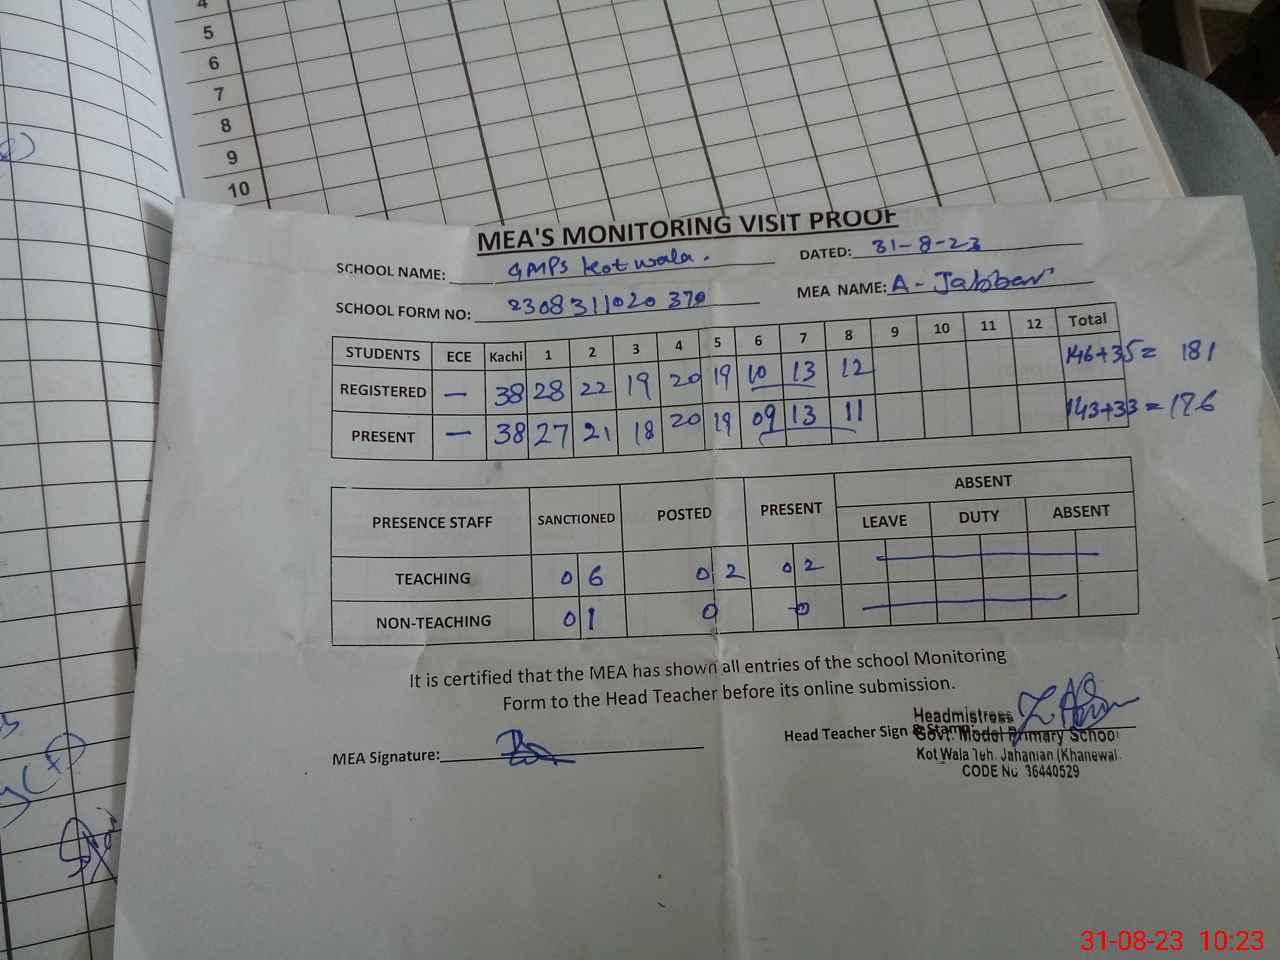 4
5
6
7
8
9
10
MEA'S MONITORING VISIT PROOF
SCHOOL NAME: GMPS Kotwala.
DATED: 31-8-23
SCHOOL FORM NO: 2308311020370
MEA NAME: A-Jabbar
STUDENTS ECE Kachi 1 2 3 4 5 6 7 8 9 10 11 12 Total
REGISTERED — 38 28 22 19 20 19 10 13 12 146+35= 181
PRESENT — 38 27 21 18 20 19 09 13 11 143+33=176
PRESENCE STAFF SANCTIONED POSTED PRESENT ABSENT
LEAVE DUTY ABSENT
TEACHING 06 02 02
NON-TEACHING 01 0 0
It is certified that the MEA has shown all entries of the school Monitoring
Form to the Head Teacher before its online submission.
MEA Signature:
Head Teacher Sign & Stamp:
Headmistress
Govt. Model Primary School
Kot Wala Teh. Jahanian (Khanewal.
CODE No 36440529
31-08-23 10:23